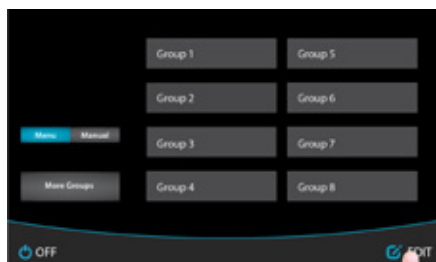 Group 1 Group 5
Group 2 Group 6
Menu Manual
Group 3 Group 7
More Groups
Group 4 Group 8
OFF EDIT